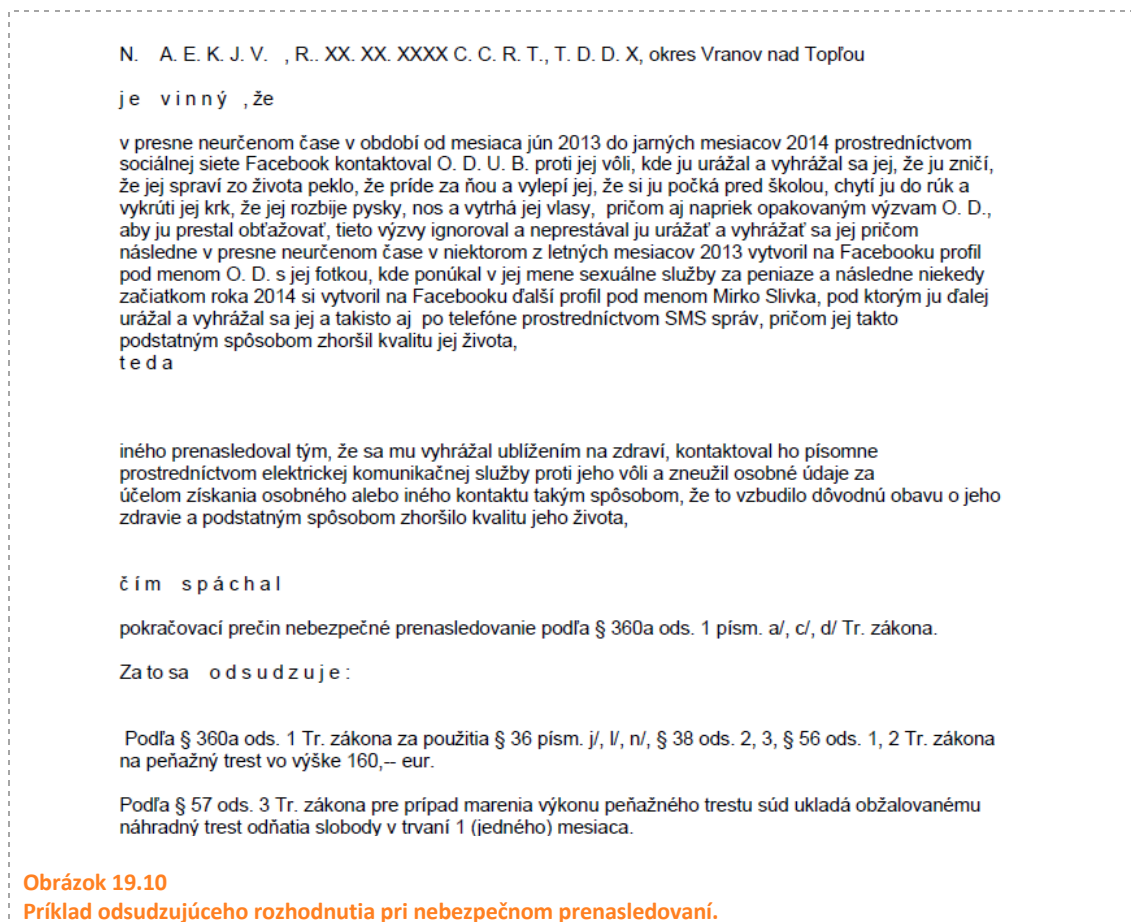 N. A. E. K. J. V. , R.. XX. XX. XXXX C. C. R. T., T. D. D. X, okres Vranov nad Topľou
j e v i n n ý , že
v presne neurčenom čase v období od mesiaca jún 2013 do jarných mesiacov 2014 prostredníctvom
sociálnej siete Facebook kontaktoval O. D. U. B. proti jej vôli, kde ju urážal a vyhrážal sa jej, že ju zničí,
že jej spraví zo života peklo, že príde za ňou a vylepí jej, že si ju počká pred školou, chytí ju do rúk a
vykrúti jej krk, že jej rozbije pysky, nos a vytrhá jej vlasy, pričom aj napriek opakovaným výzvam O. D.,
aby ju prestal obťažovať, tieto výzvy ignoroval a neprestával ju urážať a vyhrážať sa jej pričom
následne v presne neurčenom čase v niektorom z letných mesiacov 2013 vytvoril na Facebooku profil
pod menom O. D. s jej fotkou, kde ponúkal v jej mene sexuálne služby za peniaze a následne niekedy
začiatkom roka 2014 si vytvoril na Facebooku ďalší profil pod menom Mirko Slivka, pod ktorým ju ďalej
urážal a vyhrážal sa jej a takisto aj po telefóne prostredníctvom SMS správ, pričom jej takto
podstatným spôsobom zhoršil kvalitu jej života,
t e d a
iného prenasledoval tým, že sa mu vyhrážal ublížením na zdraví, kontaktoval ho písomne
prostredníctvom elektrickej komunikačnej služby proti jeho vôli a zneužil osobné údaje za
účelom získania osobného alebo iného kontaktu takým spôsobom, že to vzbudilo dôvodnú obavu o jeho
zdravie a podstatným spôsobom zhoršilo kvalitu jeho života,
č í m s p á c h a l
pokračovací prečin nebezpečné prenasledovanie podľa § 360a ods. 1 písm. a/, c/, d/ Tr. zákona.
Za to sa o d s u d z u j e :
Podľa § 360a ods. 1 Tr. zákona za použitia § 36 písm. j/, l/, n/, § 38 ods. 2, 3, § 56 ods. 1, 2 Tr. zákona
na peňažný trest vo výške 160,-- eur.
Podľa § 57 ods. 3 Tr. zákona pre prípad marenia výkonu peňažného trestu súd ukladá obžalovanému
náhradný trest odňatia slobody v trvaní 1 (jedného) mesiaca.
Obrázok 19.10
Príklad odsudzujúceho rozhodnutia pri nebezpečnom prenasledovaní.